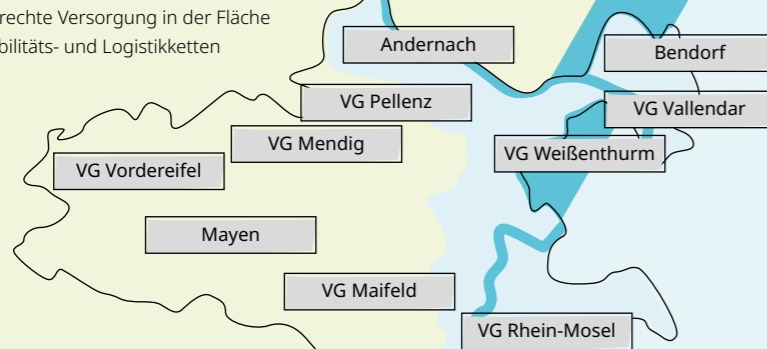 rechte Versorgung in der Fläche
bilitäts- und Logistikketten
Andernach
Bendorf
VG Pellenz
VG Vallendar
VG Mendig
VG Weißenthurm
VG Vordereifel
Mayen
VG Maifeld
VG Rhein-Mosel